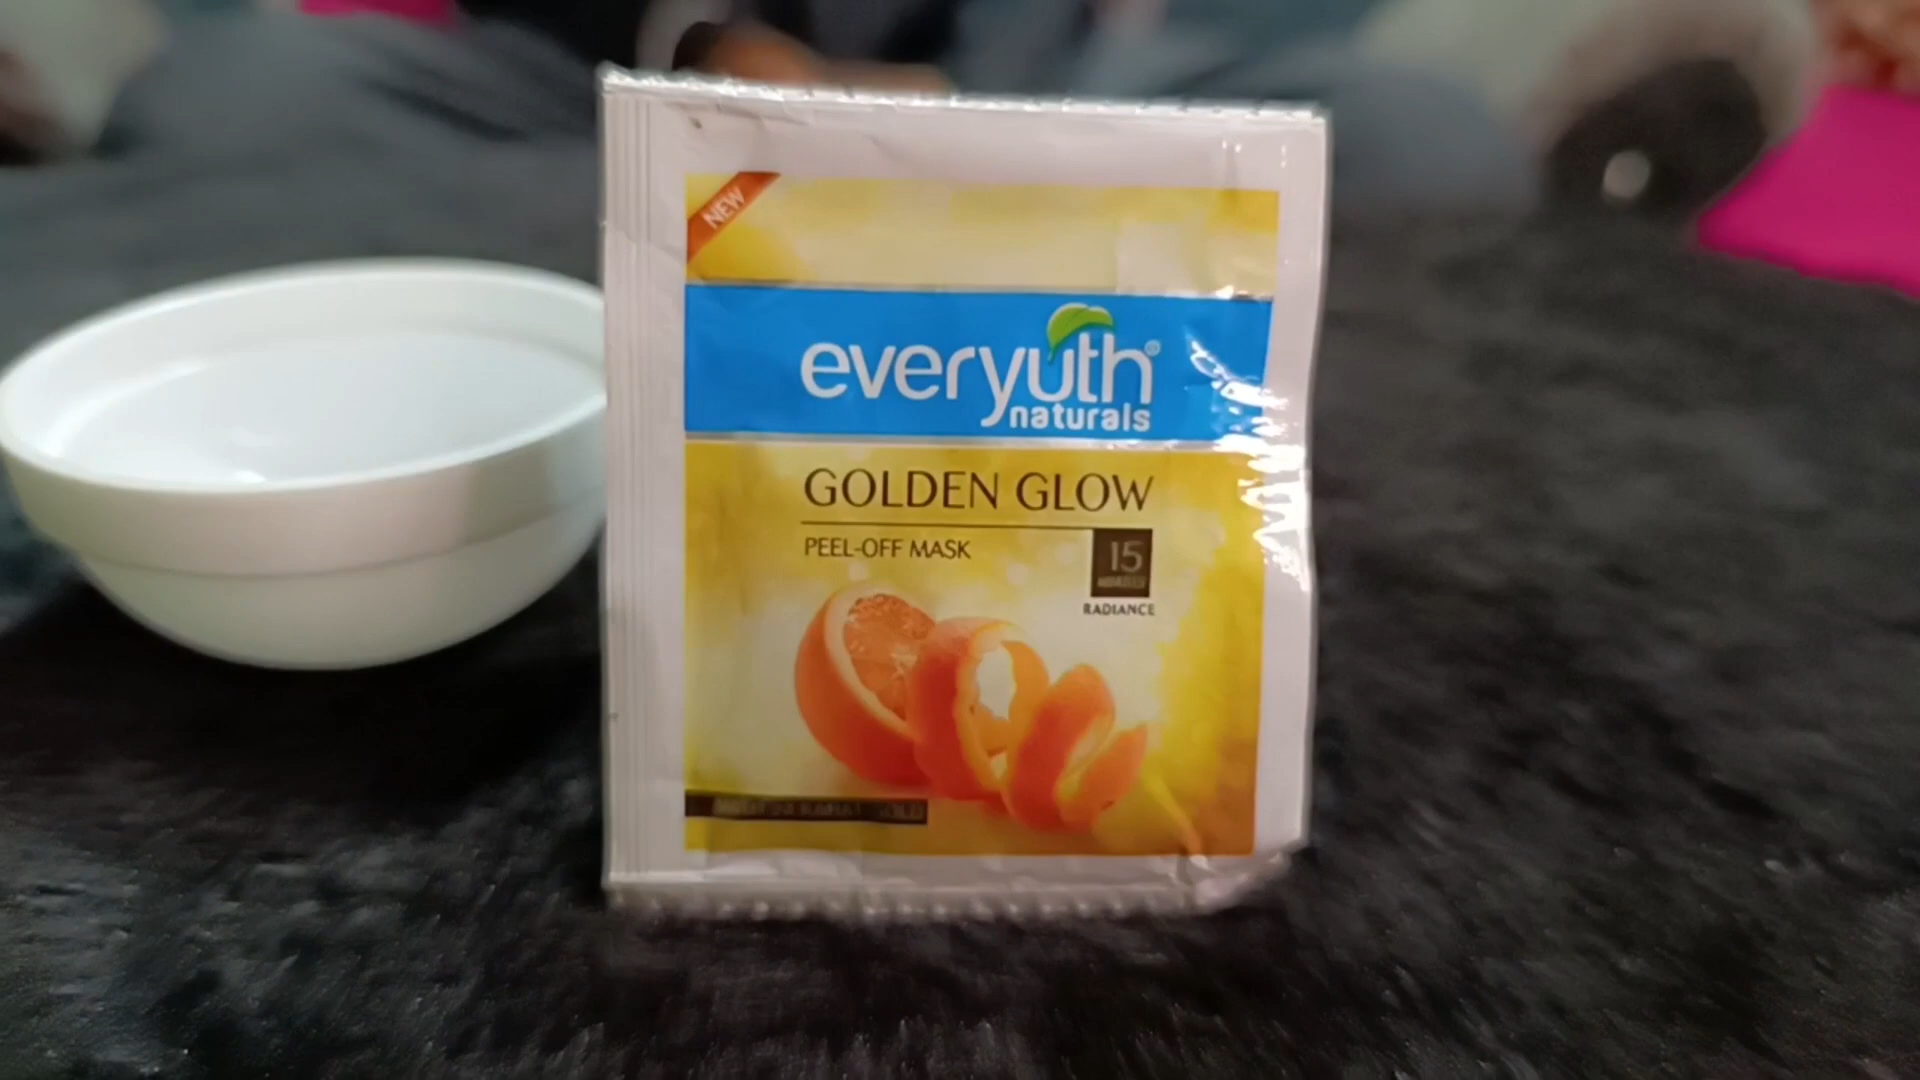 NEW
everyuth®
naturals
GOLDEN GLOW
PEEL-OFF MASK
15
RADIANCE